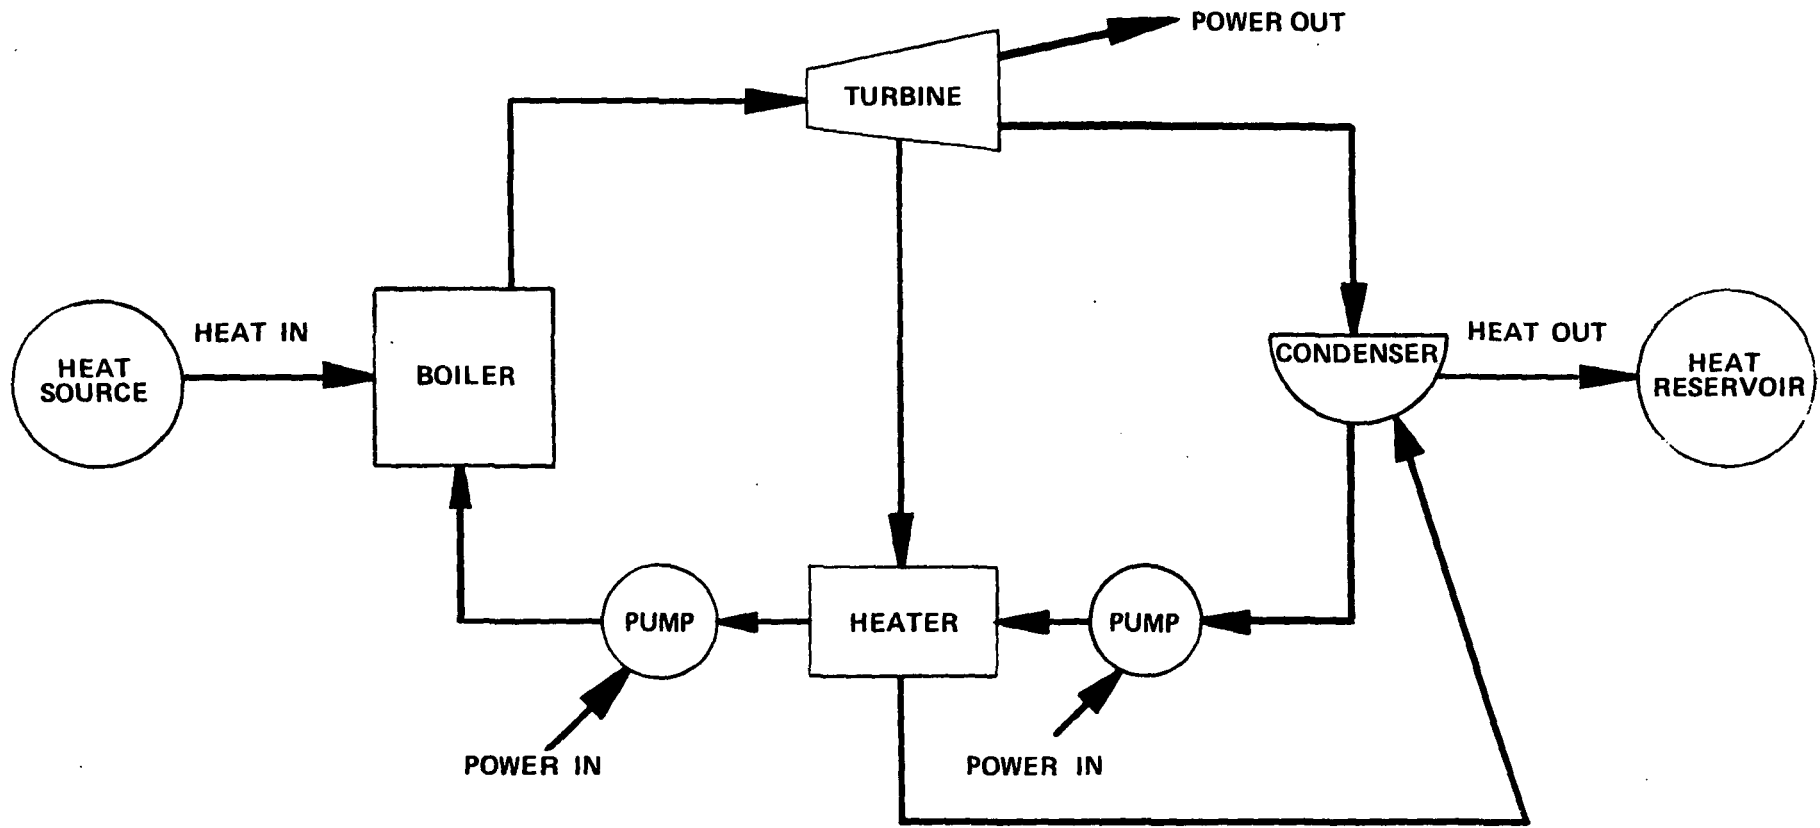 POWER OUT
TURBINE
HEAT IN
HEAT
SOURCE
BOILER
CONDENSER
HEAT OUT
HEAT
RESERVOIR
PUMP
HEATER
PUMP
POWER IN
POWER IN